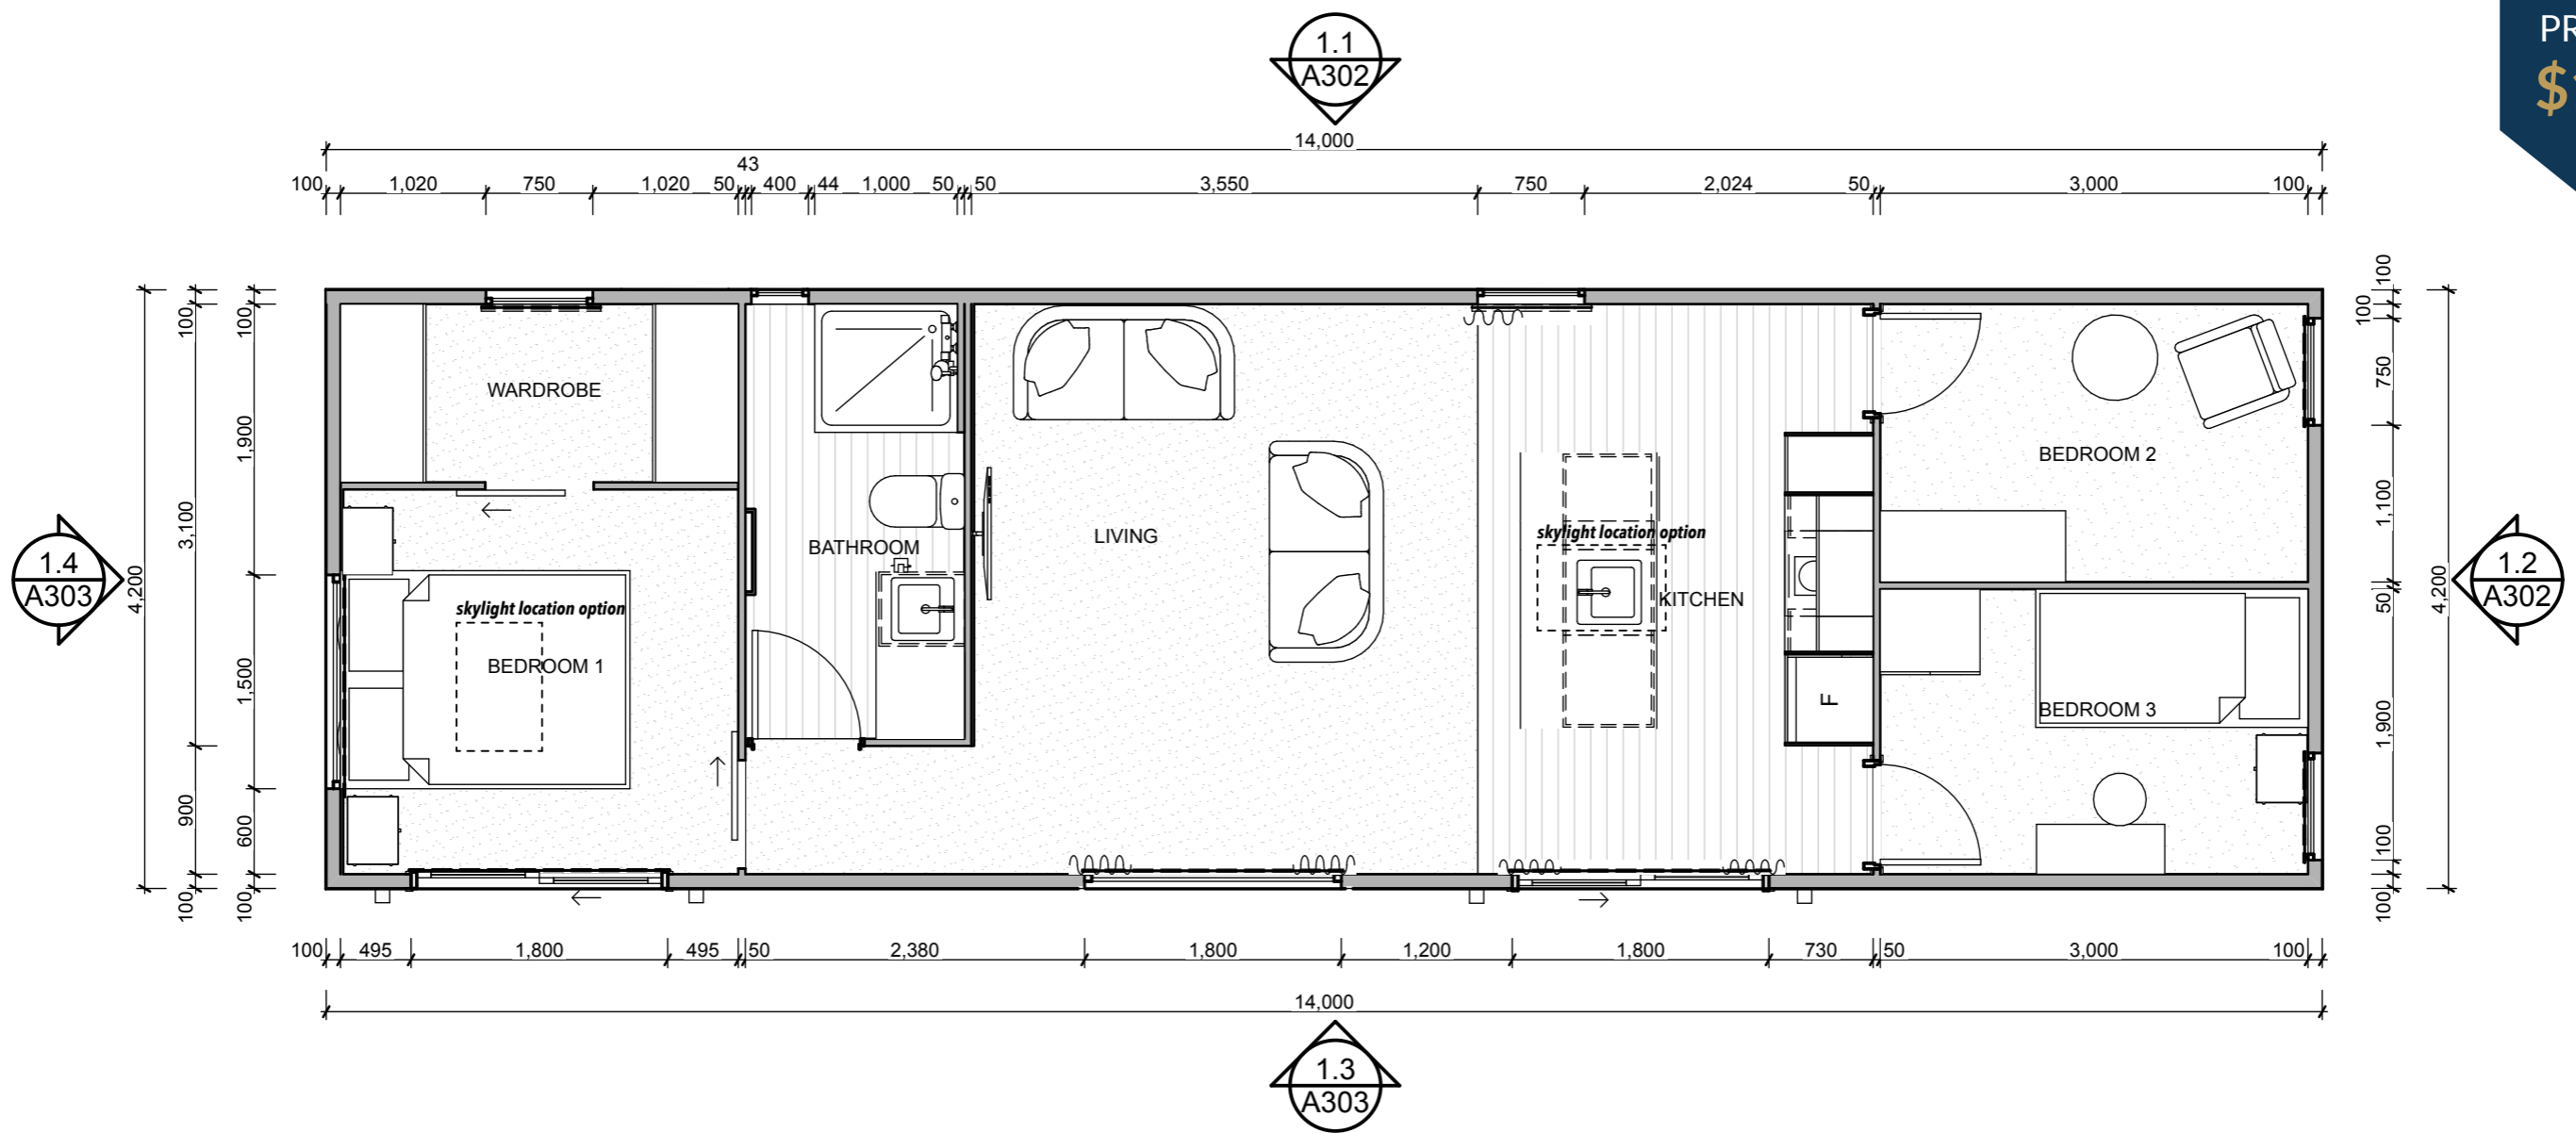 PR
$
1.1
A302
14,000
43
100 1,020 750 1,020 50 400 44 1,000 50 50 3,550 750 2,024 50 3,000 100
WARDROBE
BATHROOM
LIVING
skylight location option
KITCHEN
BEDROOM 2
skylight location option
BEDROOM 1
F
BEDROOM 3
1.4
A303
4,200
100
3,100
900
100
100
1,900
1,500
600
100
100
100
750
1,100
50
1,900
100
100
4,200
1.2
A302
100 495 1,800 495 50 2,380 1,800 1,200 1,800 730 50 3,000 100
14,000
1.3
A303